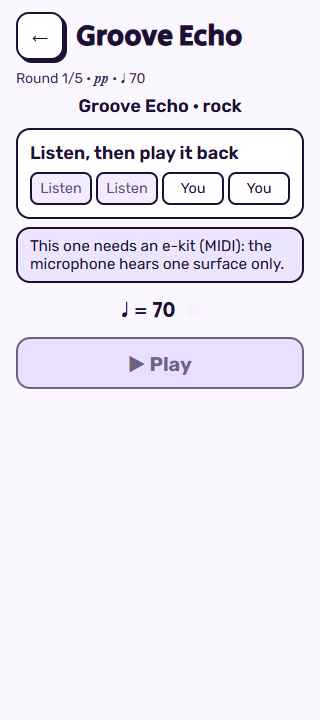 ← Groove Echo
Round 1/5 • pp • ♩ 70
Groove Echo • rock
Listen, then play it back
Listen Listen You You
This one needs an e-kit (MIDI): the
microphone hears one surface only.
♩ = 70
▶ Play